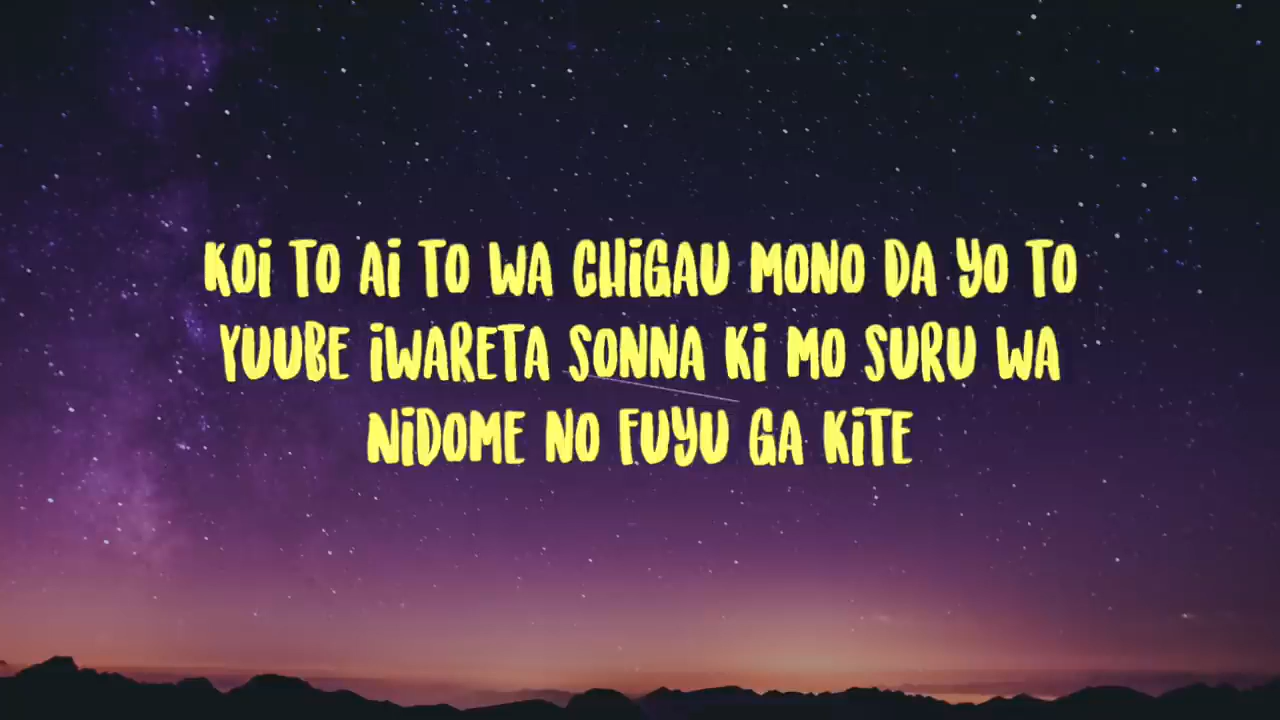 KOI TO AI TO WA CHIGAU MONO DA YO TO
YUUBE IWARETA SONNA KI MO SURU WA
NIDOME NO FUYU GA KITE